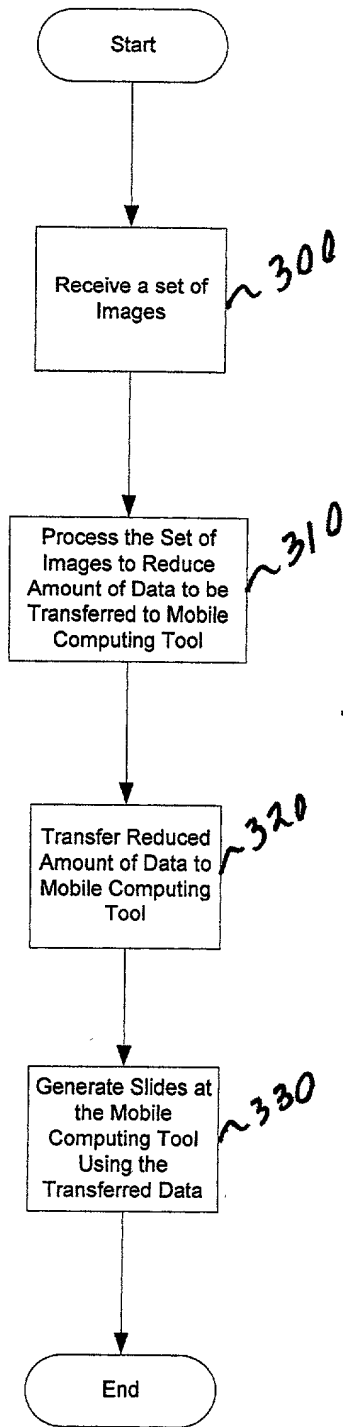 Start
Receive a set of
Images
300
Process the Set of
Images to Reduce
Amount of Data to be
Transferred to Mobile
Computing Tool
310
Transfer Reduced
Amount of Data to
Mobile Computing
Tool
320
Generate Slides at
the Mobile
Computing Tool
Using the
Transferred Data
330
End